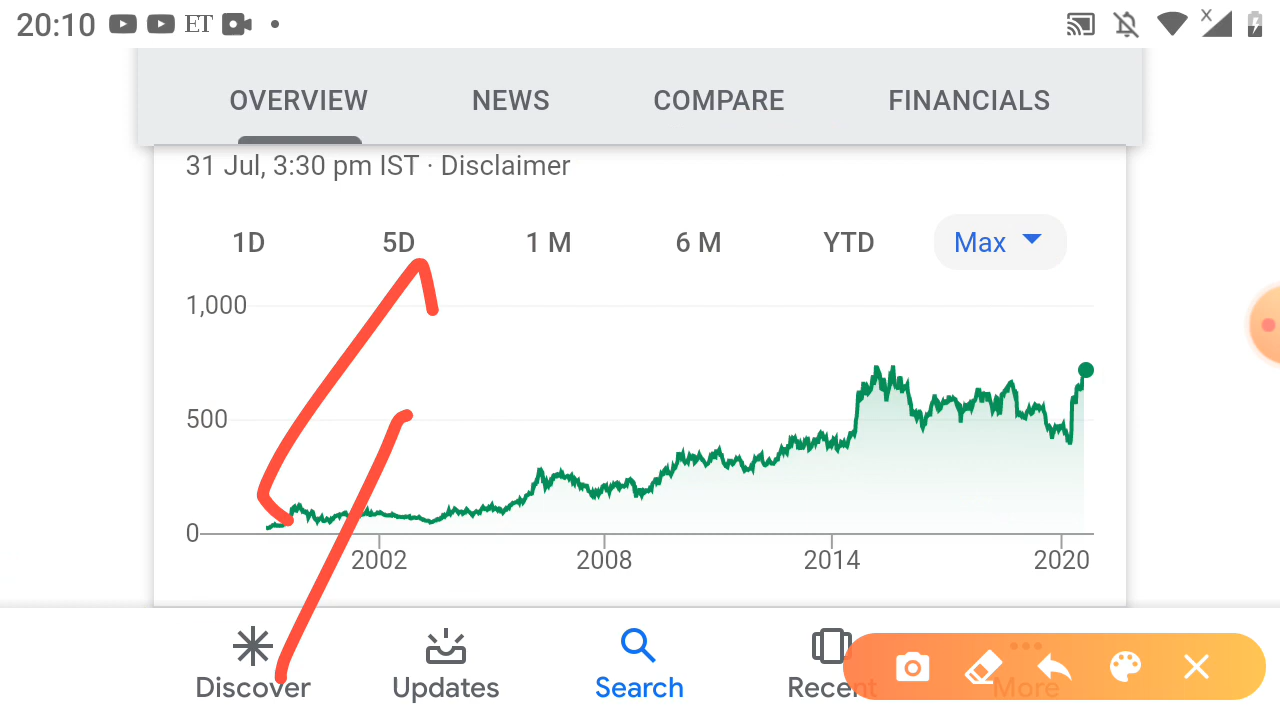 20:10 ET X
OVERVIEW NEWS COMPARE FINANCIALS
31 Jul, 3:30 pm IST · Disclaimer
1D 5D 1 M 6 M YTD Max
1,000
500
0
2002 2008 2014 2020
Discover Updates Search Recent More